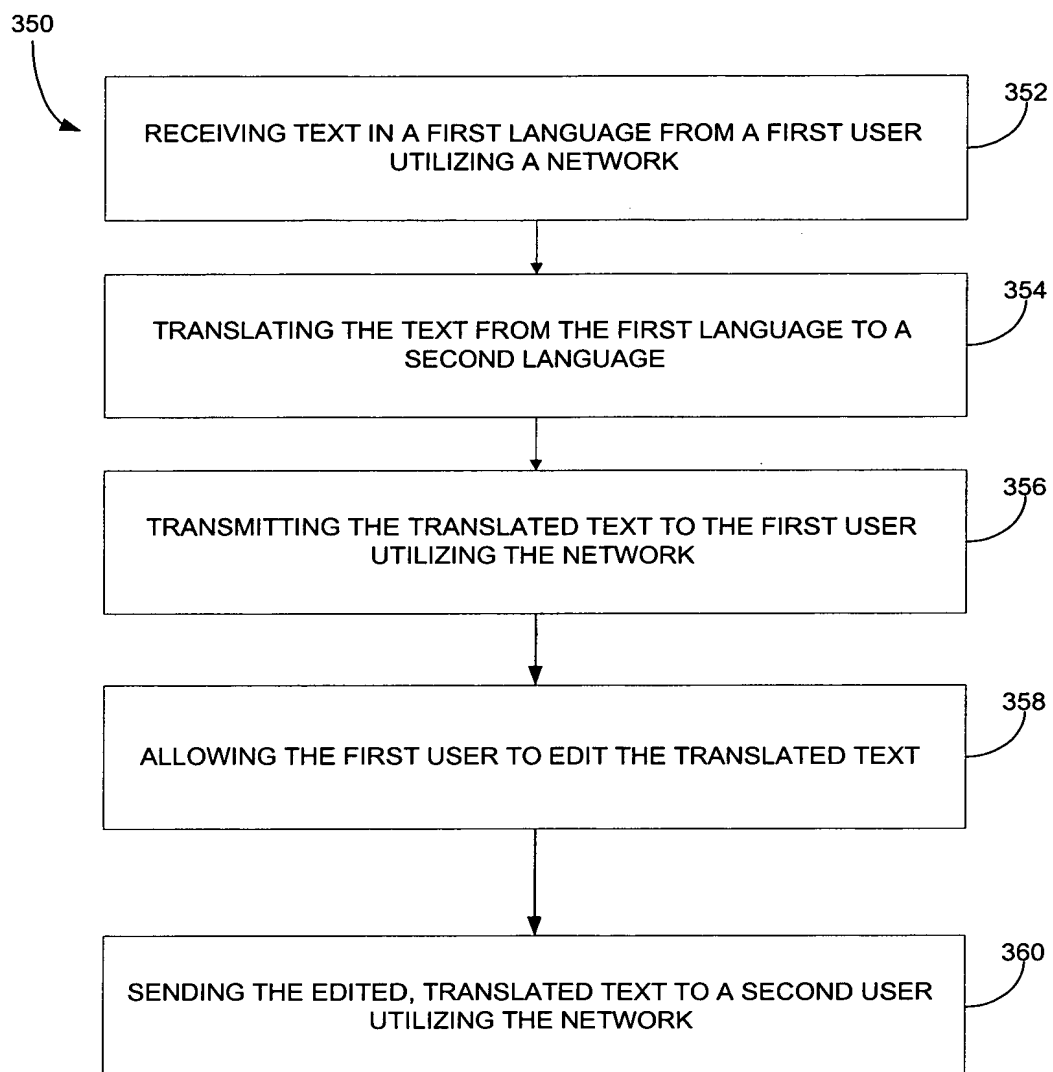 350
352
RECEIVING TEXT IN A FIRST LANGUAGE FROM A FIRST USER
UTILIZING A NETWORK
354
TRANSLATING THE TEXT FROM THE FIRST LANGUAGE TO A
SECOND LANGUAGE
356
TRANSMITTING THE TRANSLATED TEXT TO THE FIRST USER
UTILIZING THE NETWORK
358
ALLOWING THE FIRST USER TO EDIT THE TRANSLATED TEXT
360
SENDING THE EDITED, TRANSLATED TEXT TO A SECOND USER
UTILIZING THE NETWORK